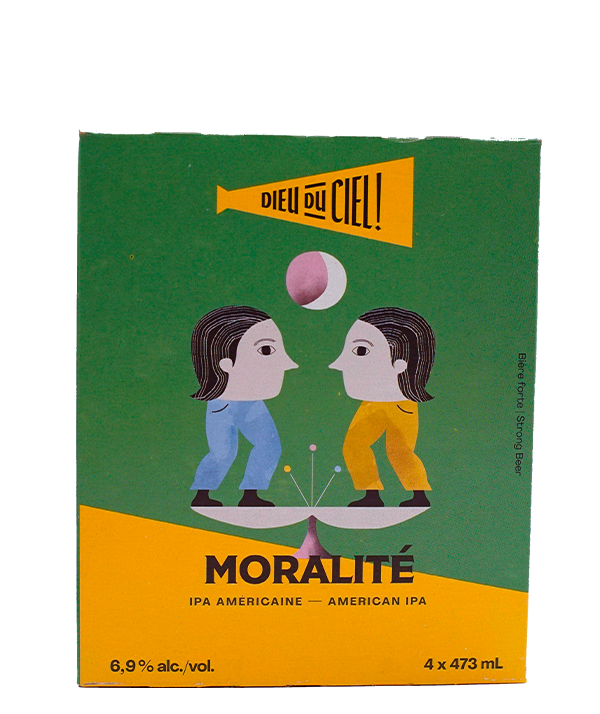 DIEU DU CIEL!
Bière forte | Strong Beer
MORALITÉ
IPA AMÉRICAINE — AMERICAN IPA
6,9 % alc./vol.
4 x 473 mL